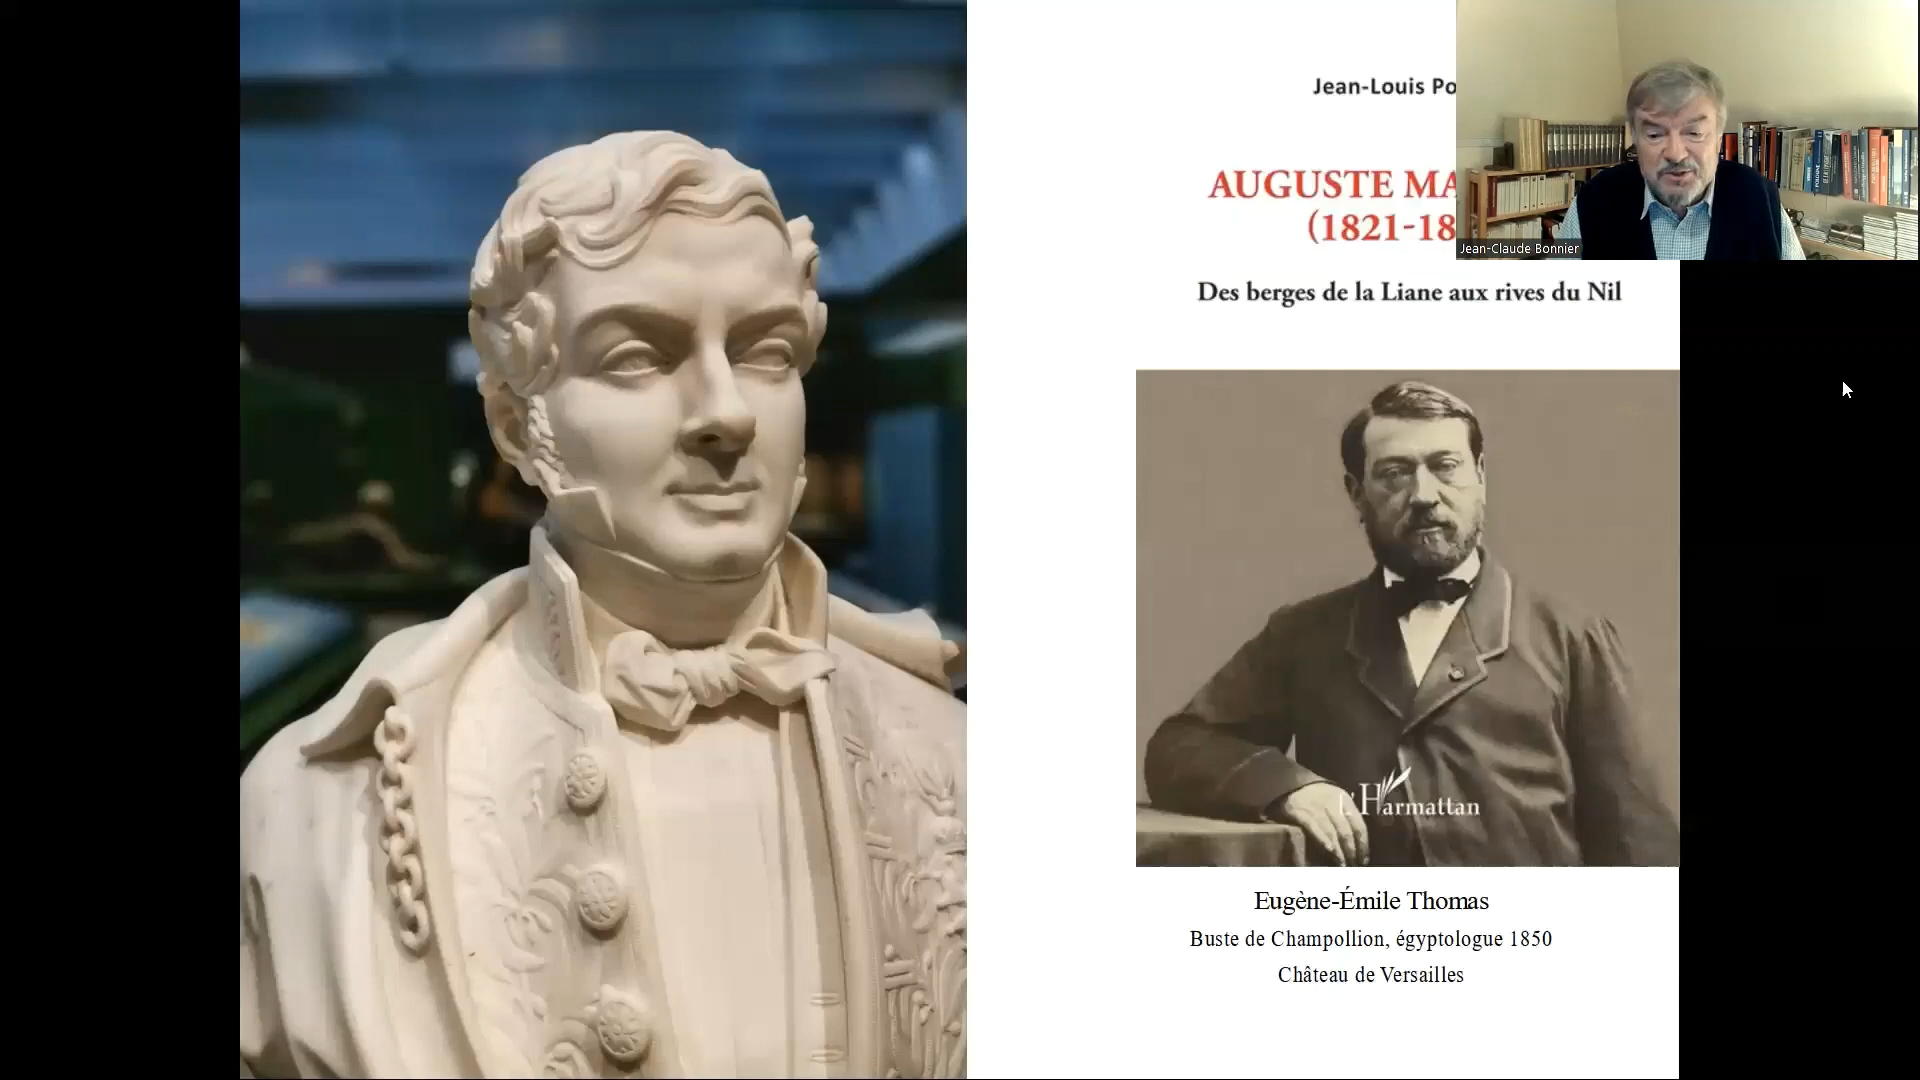 Jean-Louis Po
AUGUSTE MA
(1821-18
Des berges de la Liane aux rives du Nil
Jean-Claude Bonnier
L'Harmattan
Eugène-Émile Thomas
Buste de Champollion, égyptologue 1850
Château de Versailles